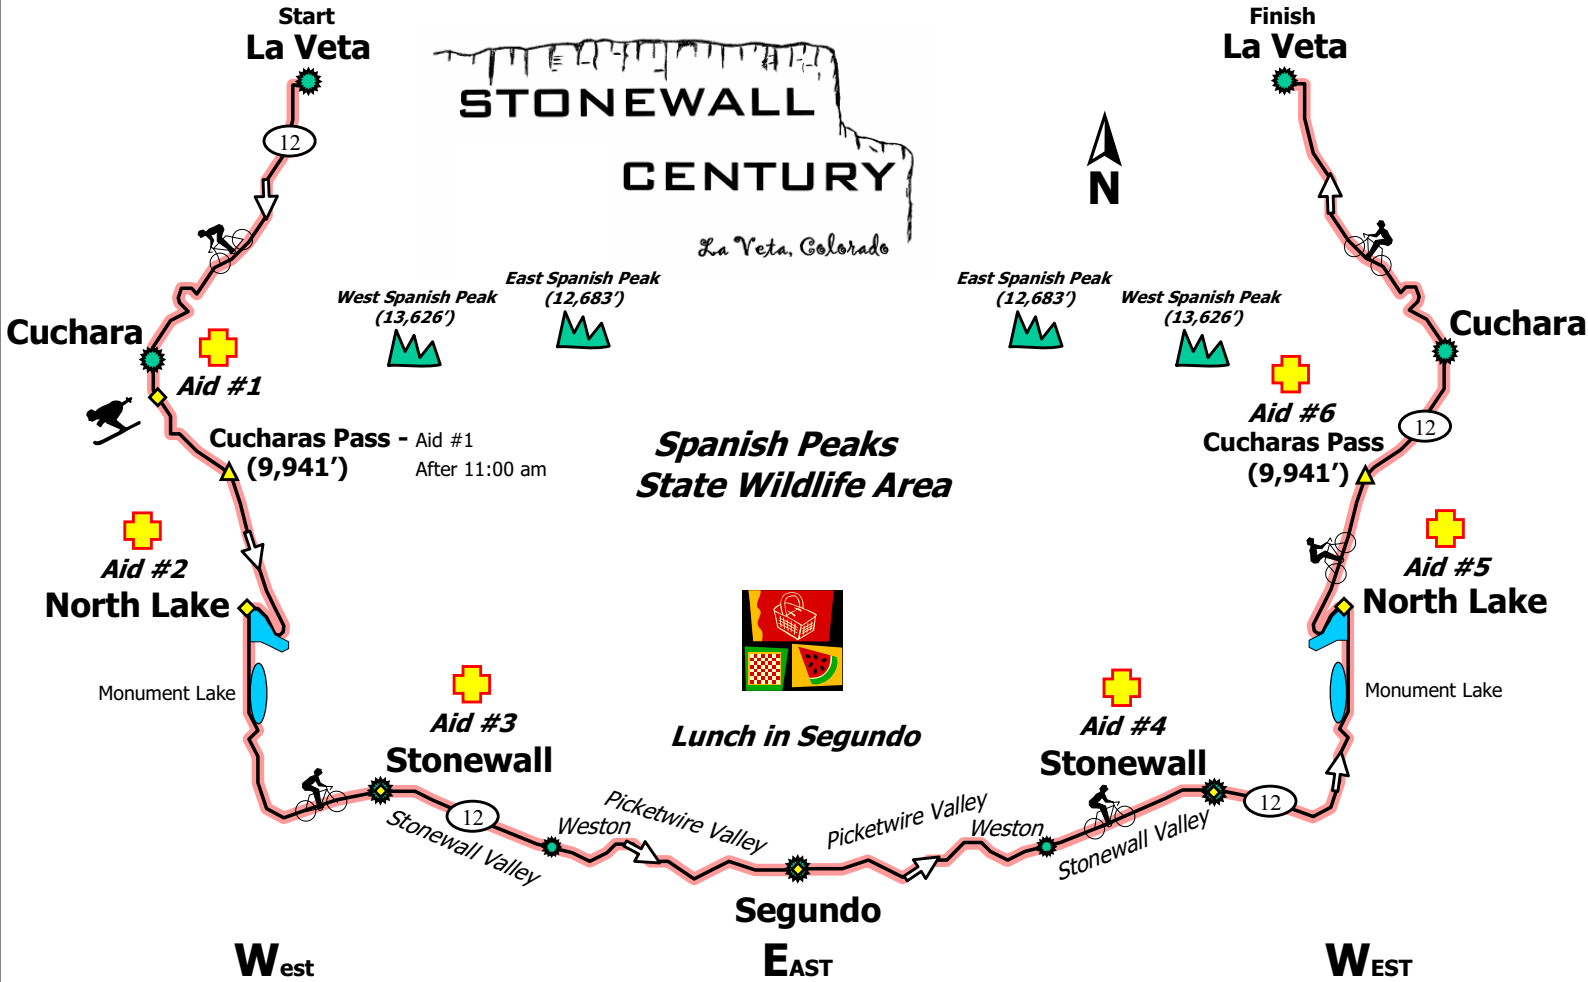 Start
La Veta
Finish
La Veta
STONEWALL
CENTURY
La Veta, Colorado
N
12
West Spanish Peak
(13,626’)
East Spanish Peak
(12,683’)
East Spanish Peak
(12,683’)
West Spanish Peak
(13,626’)
Cuchara
Aid #1
Cuchara
Aid #6
Cucharas Pass - Aid #1
(9,941’) After 11:00 am
Spanish Peaks
State Wildlife Area
Cucharas Pass
(9,941’)
12
Aid #2
North Lake
Aid #5
North Lake
Monument Lake
Monument Lake
Aid #3
Stonewall
Lunch in Segundo
Aid #4
Stonewall
12
Stonewall Valley
Weston
Picketwire Valley
Picketwire Valley
Weston
Stonewall Valley
12
Segundo
West
EAST
WEST